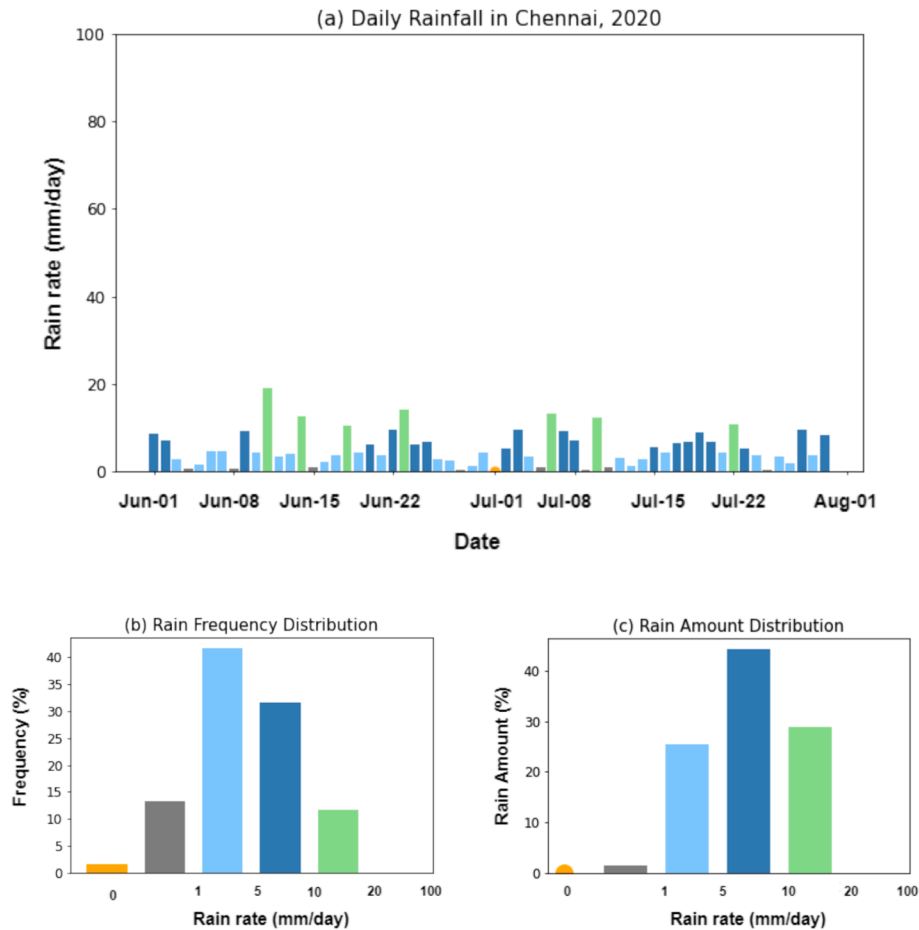 (a) Daily Rainfall in Chennai, 2020
100
80
60
40
20
0
Rain rate (mm/day)
Jun-01 Jun-08 Jun-15 Jun-22 Jul-01 Jul-08 Jul-15 Jul-22 Aug-01
Date
(b) Rain Frequency Distribution
40
35
30
25
20
15
10
5
0
Frequency (%)
0 1 5 10 20 100
Rain rate (mm/day)
(c) Rain Amount Distribution
40
30
20
10
0
Rain Amount (%)
0 1 5 10 20 100
Rain rate (mm/day)